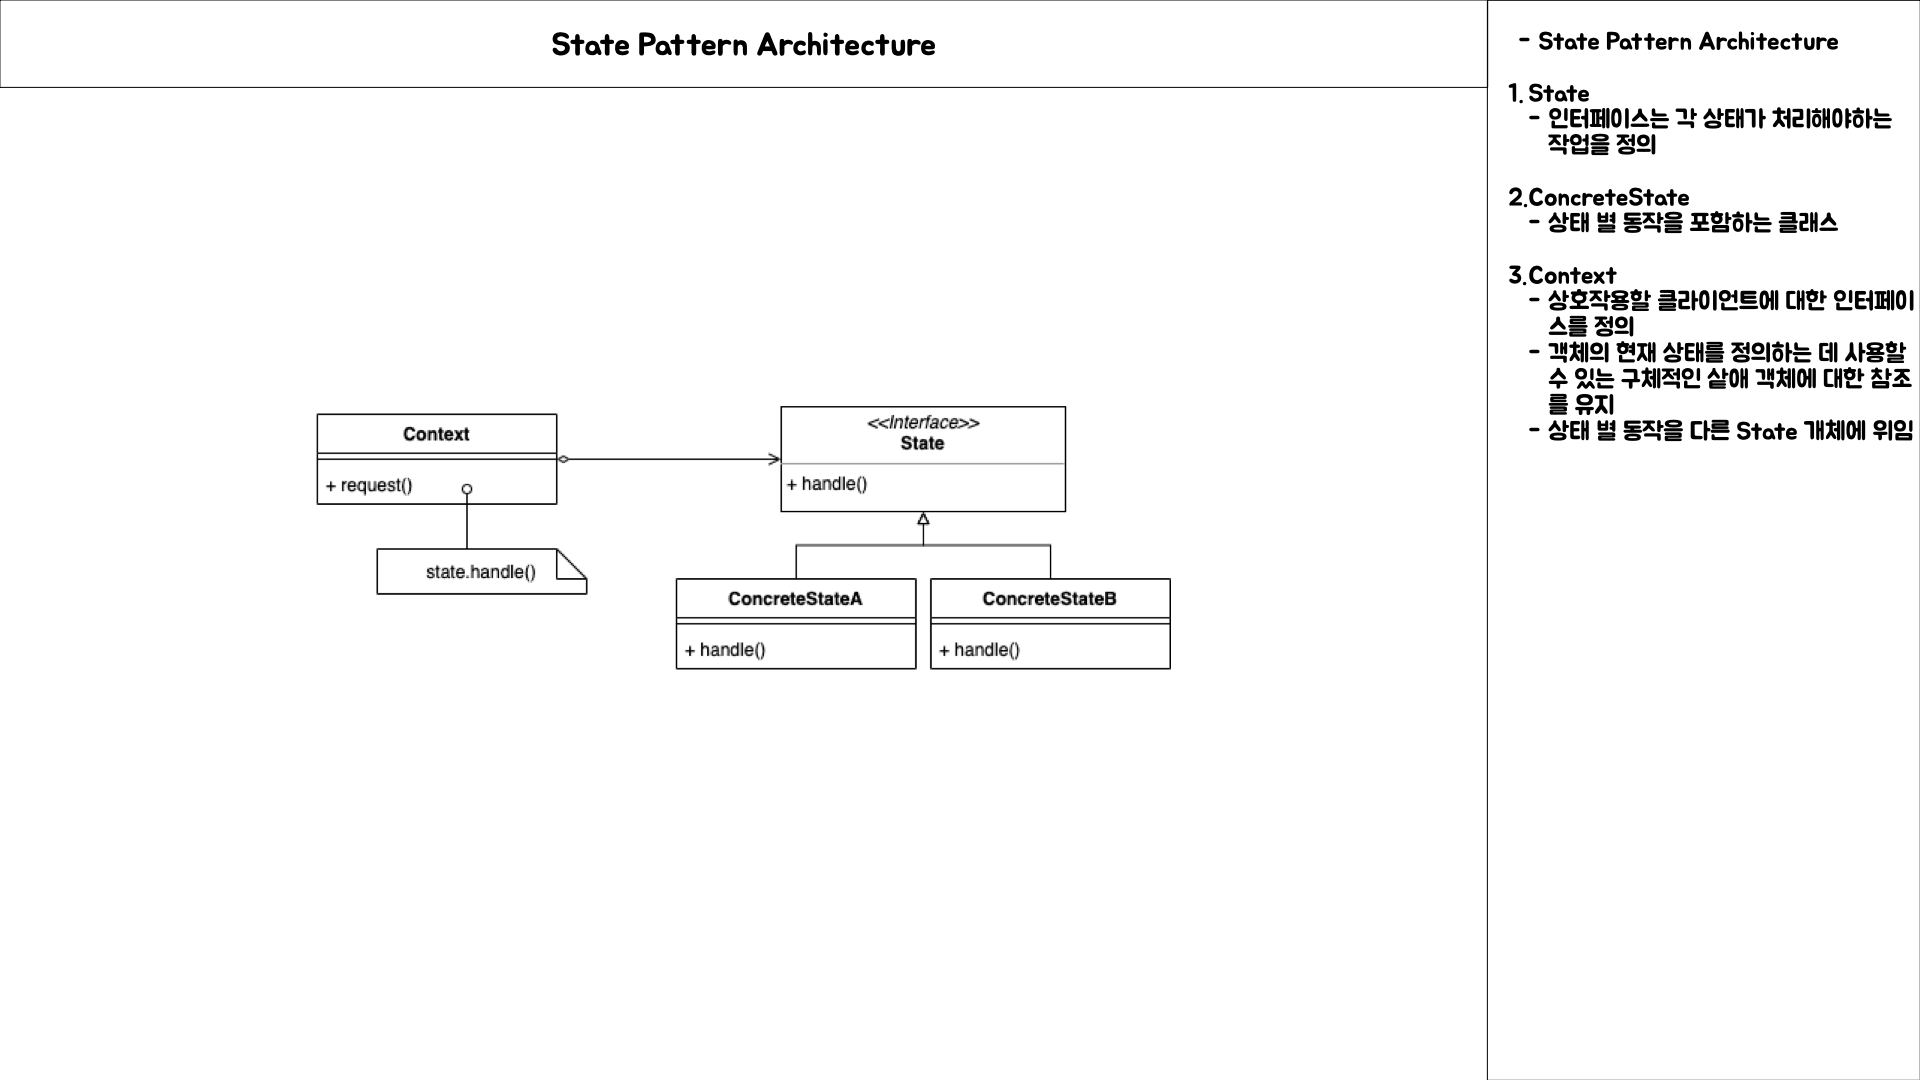 State Pattern Architecture
Context
+ request()
state.handle()
<<Interface>>
State
+ handle()
ConcreteStateA
+ handle()
ConcreteStateB
+ handle()
- State Pattern Architecture
1. State
- 인터페이스는 각 상태가 처리해야하는
작업을 정의
2.ConcreteState
- 상태 별 동작을 포함하는 클래스
3.Context
- 상호작용할 클라이언트에 대한 인터페이
스를 정의
- 객체의 현재 상태를 정의하는 데 사용할
수 있는 구체적인 샅애 객체에 대한 참조
를 유지
- 상태 별 동작을 다른 State 개체에 위임